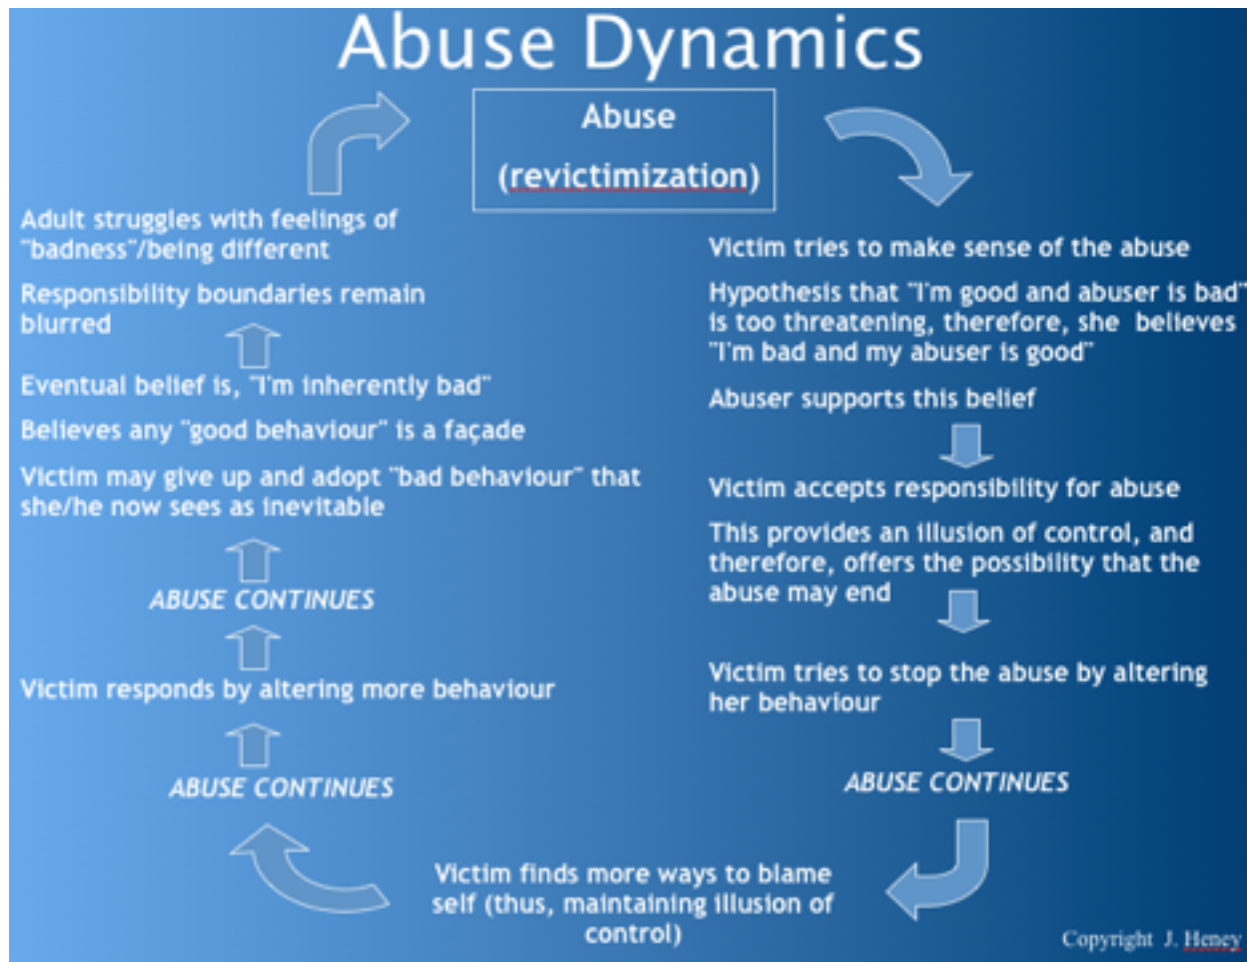 Abuse Dynamics
Abuse
(revictimization)
Victim tries to make sense of the abuse
Hypothesis that "I'm good and abuser is bad"
is too threatening, therefore, she believes
"I'm bad and my abuser is good"
Abuser supports this belief
Victim accepts responsibility for abuse
This provides an illusion of control, and
therefore, offers the possibility that the
abuse may end
Victim tries to stop the abuse by altering
her behaviour
ABUSE CONTINUES
Victim finds more ways to blame
self (thus, maintaining illusion of
control)
ABUSE CONTINUES
Victim responds by altering more behaviour
ABUSE CONTINUES
Eventual belief is, "I'm inherently bad"
Believes any "good behaviour" is a façade
Victim may give up and adopt "bad behaviour" that
she/he now sees as inevitable
Adult struggles with feelings of
"badness"/being different
Responsibility boundaries remain
blurred
Copyright J. Heney